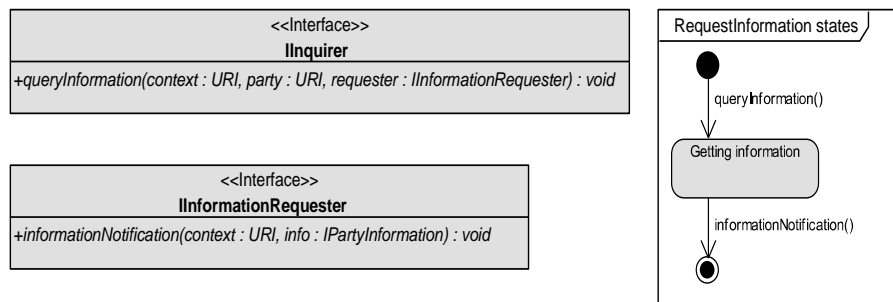 <<Interface>>
IInquirer
+queryInformation(context : URI, party : URI, requester : IInformationRequester) : void
<<Interface>>
IInformationRequester
+informationNotification(context : URI, info : IPartyInformation) : void
RequestInformation states
queryInformation()
Getting information
informationNotification()